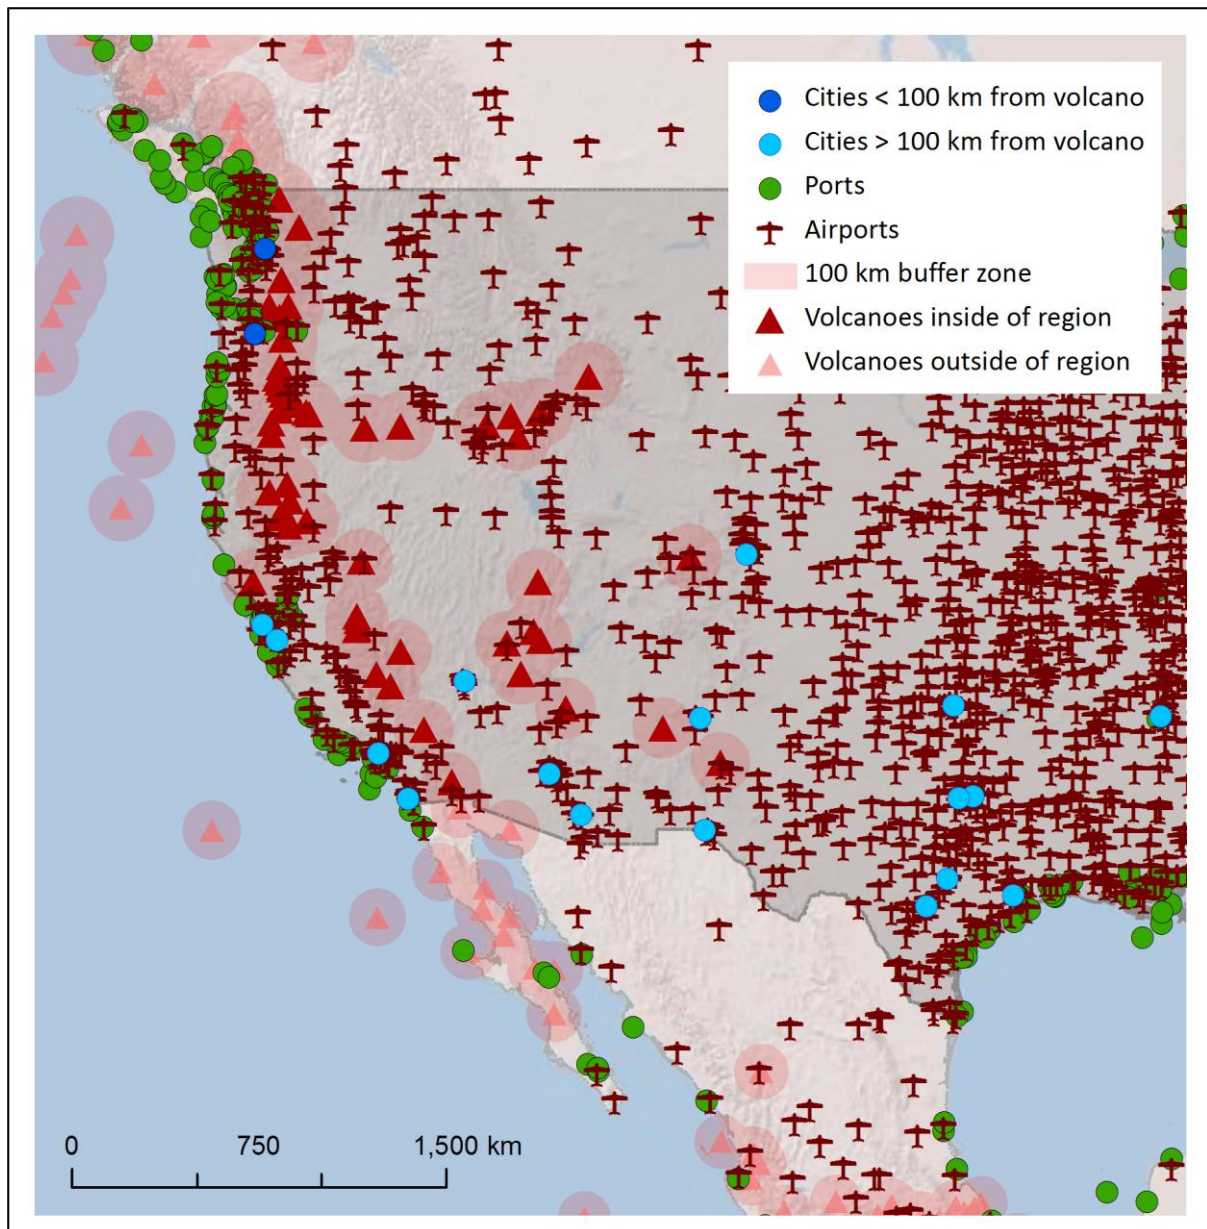 Cities < 100 km from volcano
Cities > 100 km from volcano
Ports
Airports
100 km buffer zone
Volcanoes inside of region
Volcanoes outside of region
0 750 1,500 km